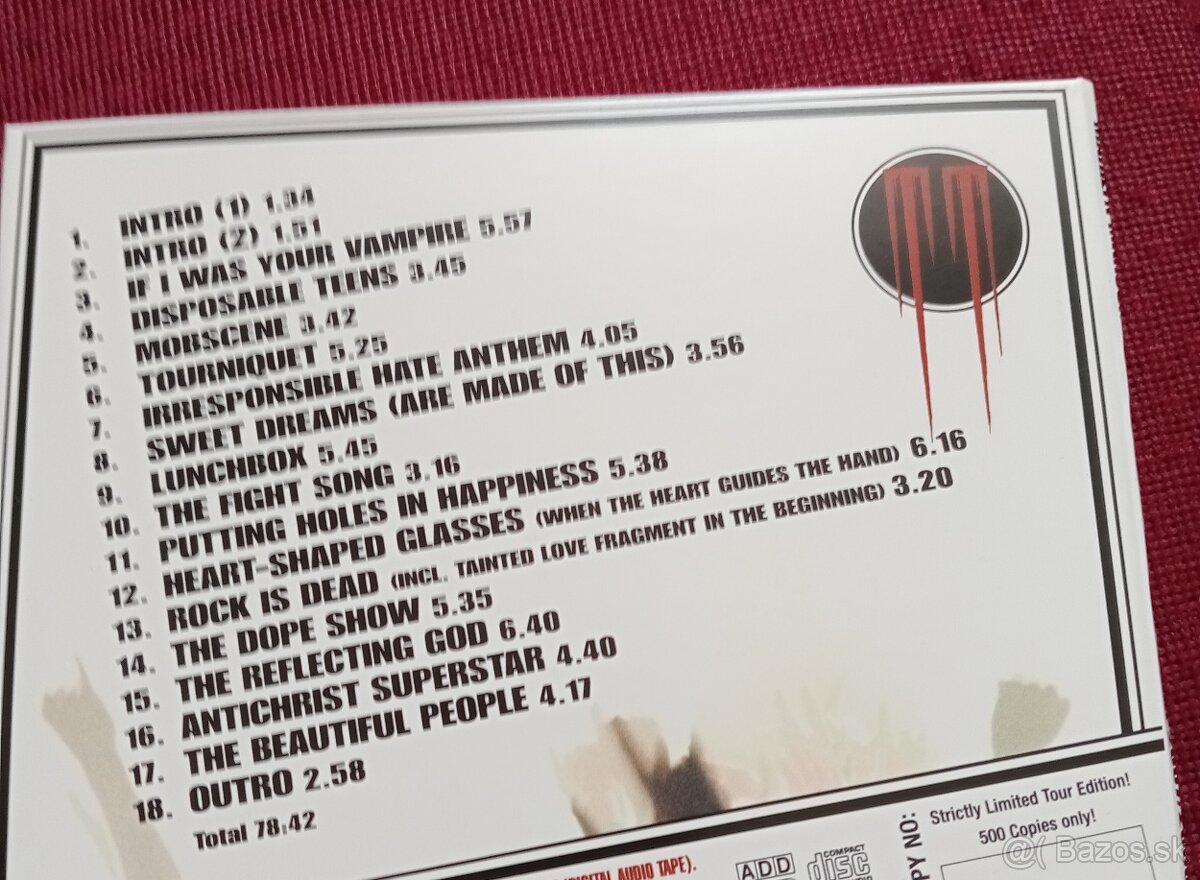 1. INTRO (1) 1.34
2. INTRO (2) 1.51
3. IF I WAS YOUR VAMPIRE 5.57
4. DISPOSABLE TEENS 3.45
5. MOBSCENE 3.42
6. TOURNIQUET 5.25
7. IRRESPONSIBLE HATE ANTHEM 4.05
8. SWEET DREAMS (ARE MADE OF THIS) 3.56
9. LUNCHBOX 5.45
10. THE FIGHT SONG 3.16
11. PUTTING HOLES IN HAPPINESS 5.38
12. HEART-SHAPED GLASSES (WHEN THE HEART GUIDES THE HAND) 6.16
13. ROCK IS DEAD (INCL. TAINTED LOVE FRAGMENT IN THE BEGINNING) 3.20
14. THE DOPE SHOW 5.35
15. THE REFLECTING GOD 6.40
16. ANTICHRIST SUPERSTAR 4.40
17. THE BEAUTIFUL PEOPLE 4.17
18. OUTRO 2.58
Total 78:42
AUDIO TAPE).
ADD
COMPACT
disc
NO:
Strictly Limited Tour Edition!
500 Copies only!
Bazos.sk